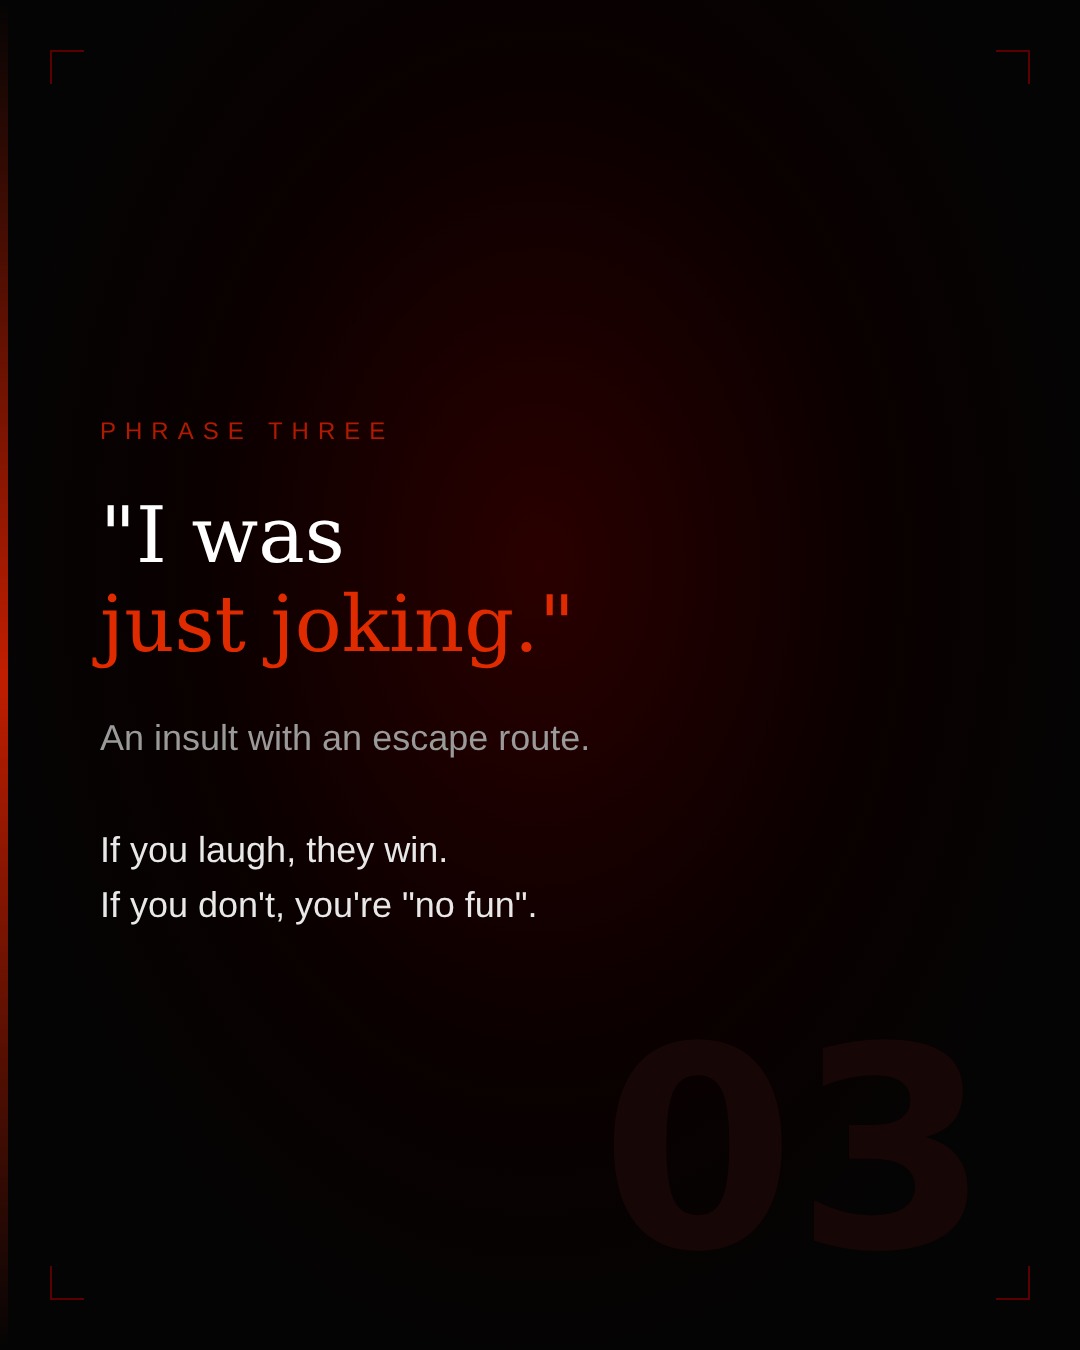 PHRASE THREE
"I was
just joking."
An insult with an escape route.
If you laugh, they win.
If you don't, you're "no fun".
03